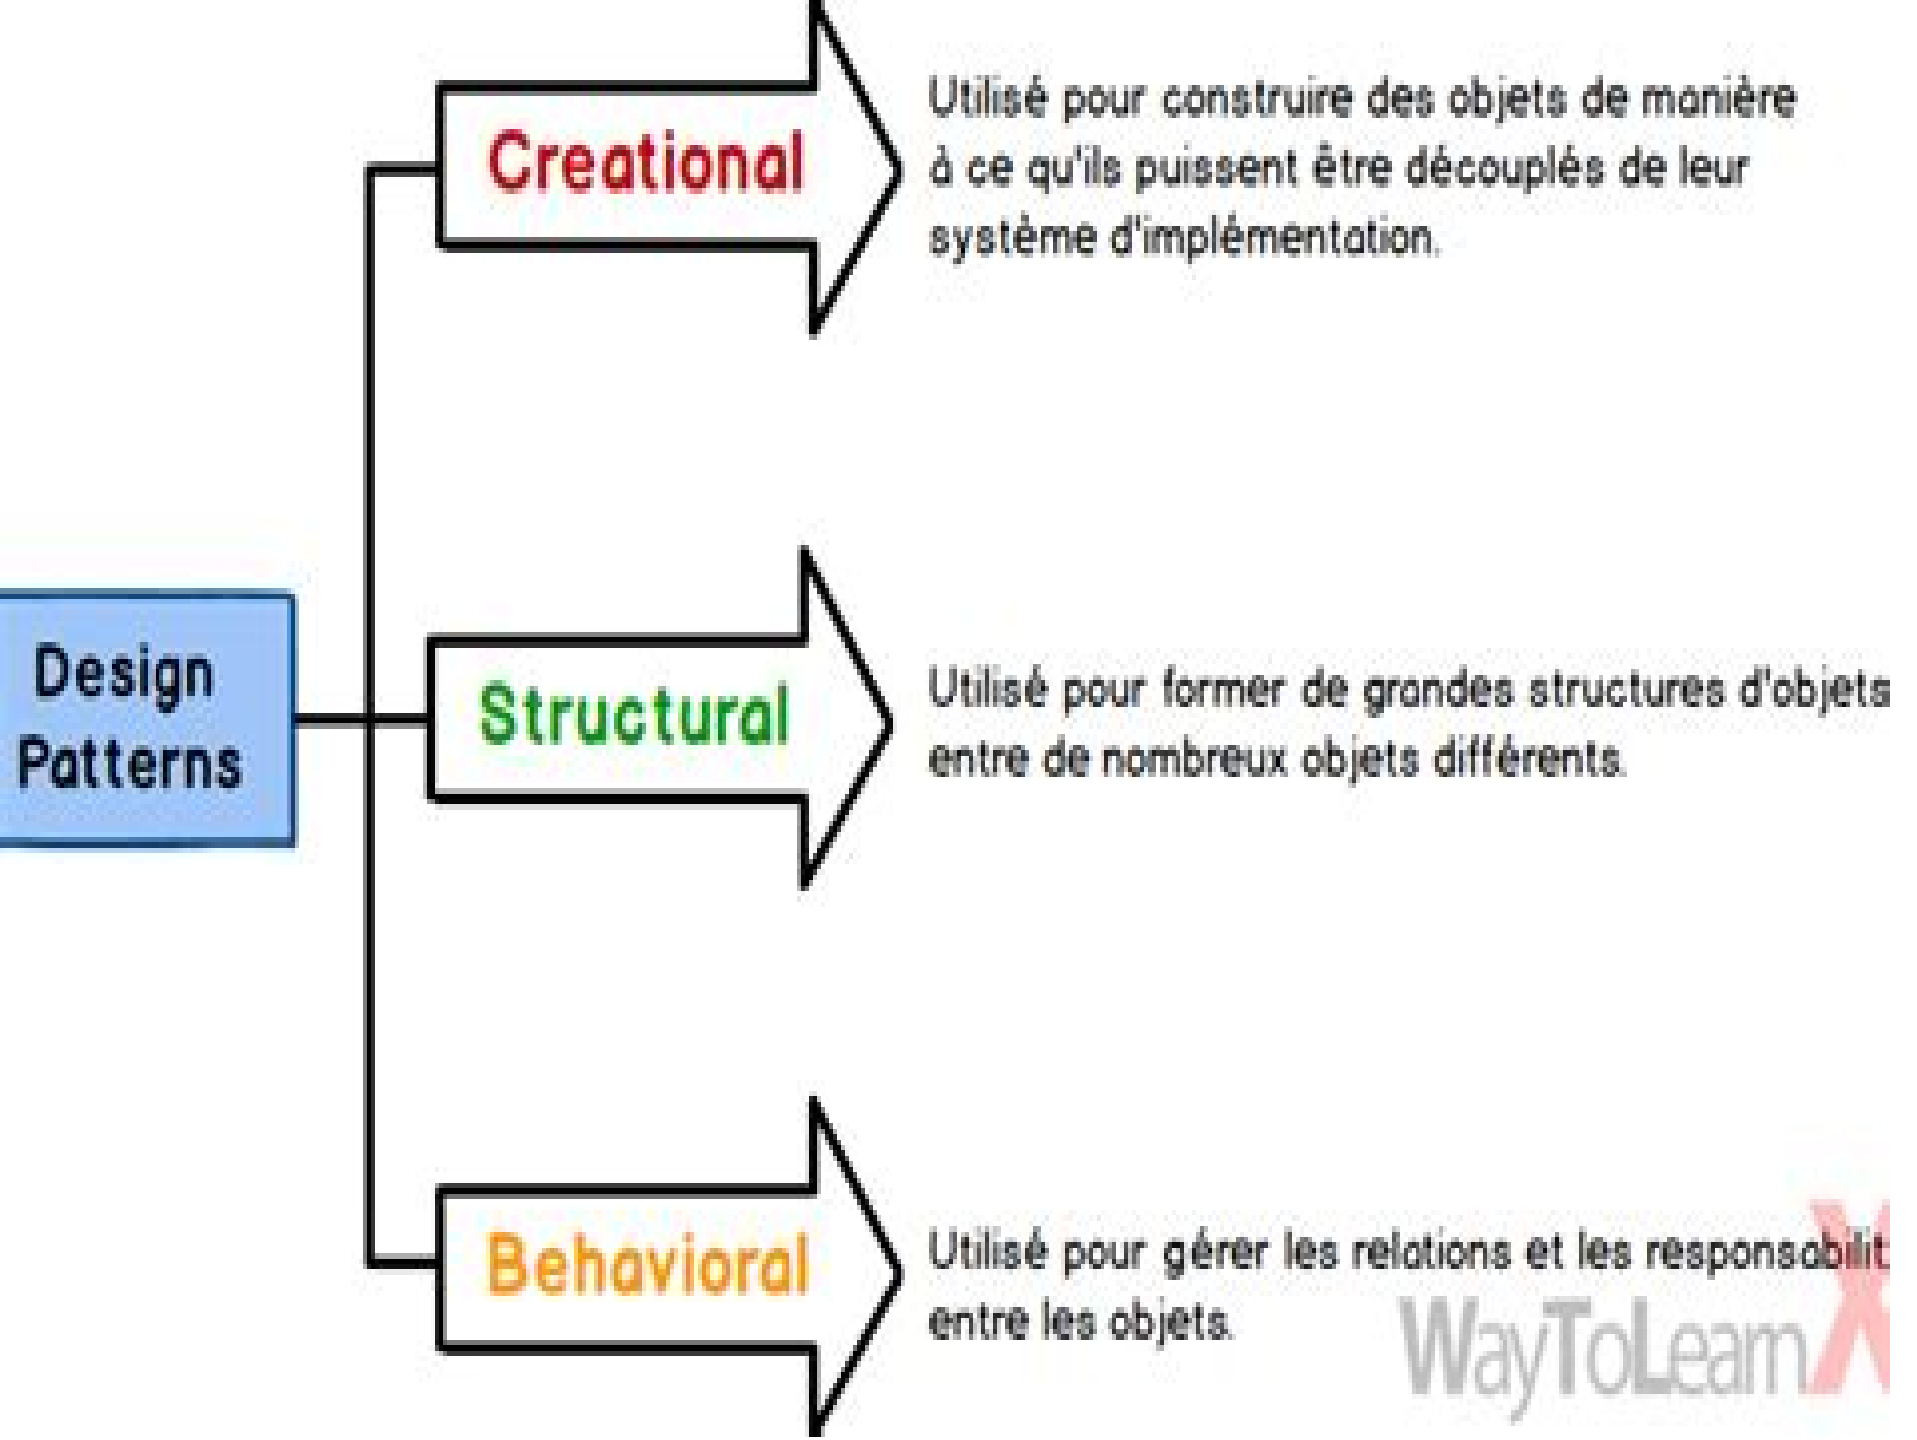 Creational
Utilisé pour construire des objets de manière
à ce qu'ils puissent être découplés de leur
système d'implémentation.
Design
Patterns
Structural
Utilisé pour former de grandes structures d'objets
entre de nombreux objets différents.
Behavioral
Utilisé pour gérer les relations et les responsabilit
entre les objets.
WayToLearnX